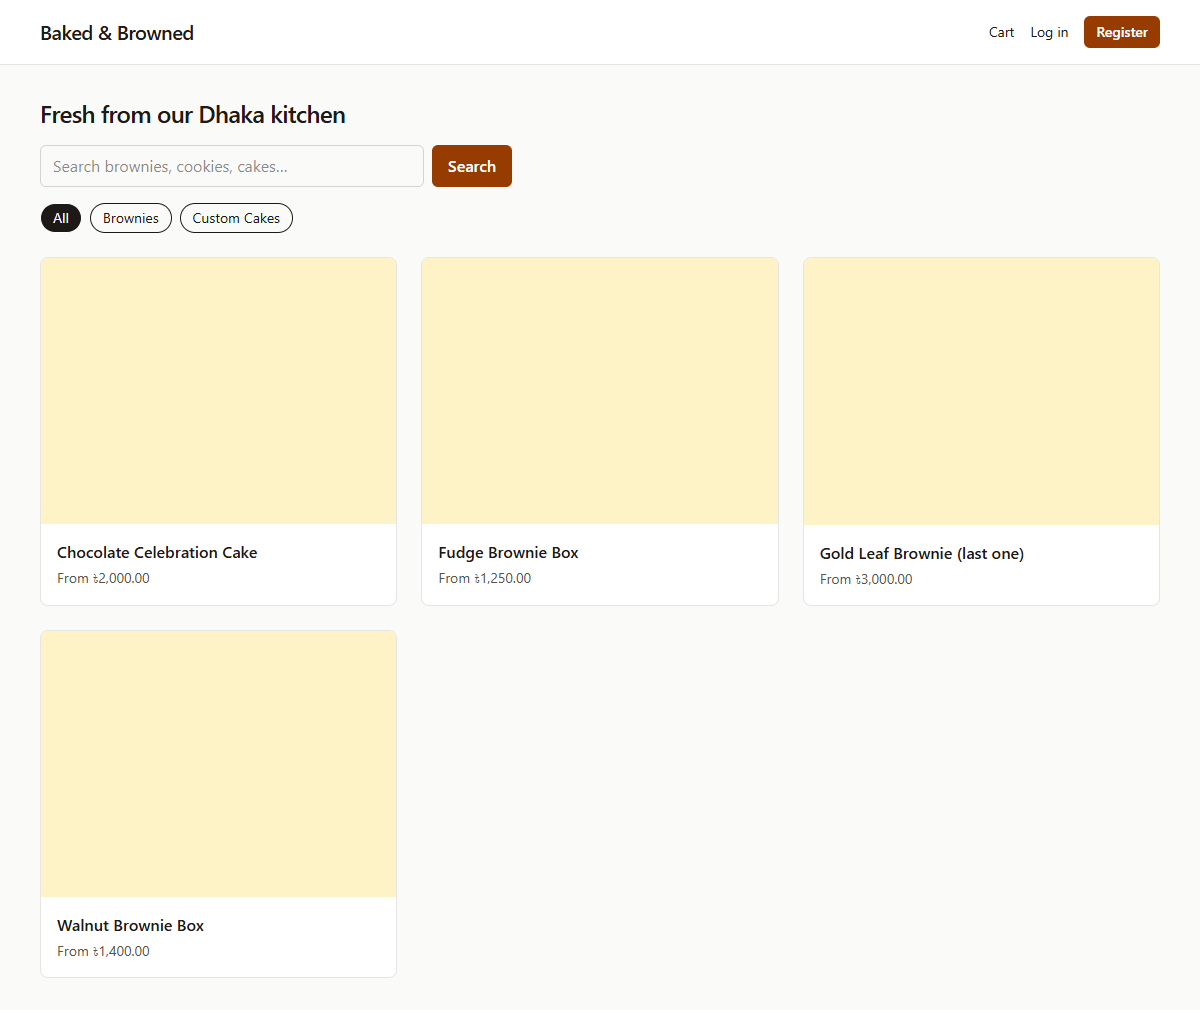 Baked & Browned
Cart
Log in
Register
Fresh from our Dhaka kitchen
Search brownies, cookies, cakes...
Search
All
Brownies
Custom Cakes
Chocolate Celebration Cake
From ৳2,000.00
Fudge Brownie Box
From ৳1,250.00
Gold Leaf Brownie (last one)
From ৳3,000.00
Walnut Brownie Box
From ৳1,400.00